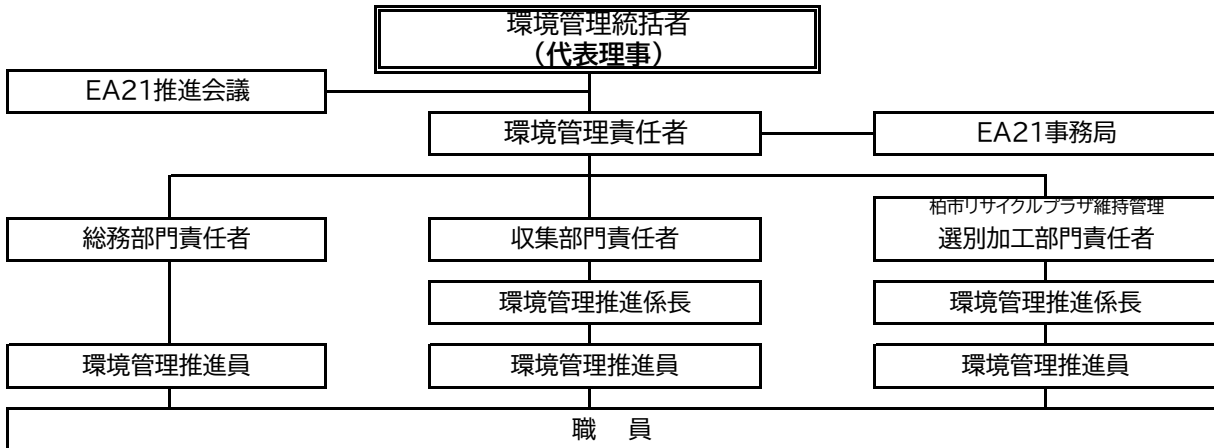 環境管理統括者
（代表理事）
EA21推進会議
環境管理責任者
EA21事務局
総務部門責任者
収集部門責任者
柏市リサイクルプラザ維持管理
選別加工部門責任者
環境管理推進係長
環境管理推進係長
環境管理推進員
環境管理推進員
環境管理推進員
職　員